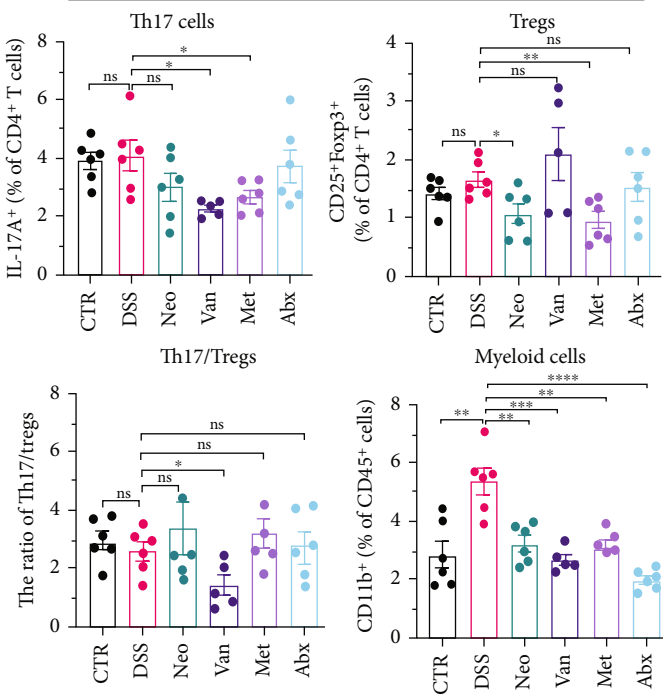 Th17 cells
IL-17A⁺ (% of CD4⁺ T cells)
8
6
4
2
0
ns
ns
*
*
CTR
DSS
Neo
Van
Met
Abx
Tregs
CD25⁺Foxp3⁺
(% of CD4⁺ T cells)
4
3
2
1
0
ns
*
ns
**
ns
CTR
DSS
Neo
Van
Met
Abx
Th17/Tregs
The ratio of Th17/tregs
8
6
4
2
0
ns
ns
*
ns
ns
CTR
DSS
Neo
Van
Met
Abx
Myeloid cells
CD11b⁺ (% of CD45⁺ cells)
8
6
4
2
0
**
**
***
**
****
CTR
DSS
Neo
Van
Met
Abx